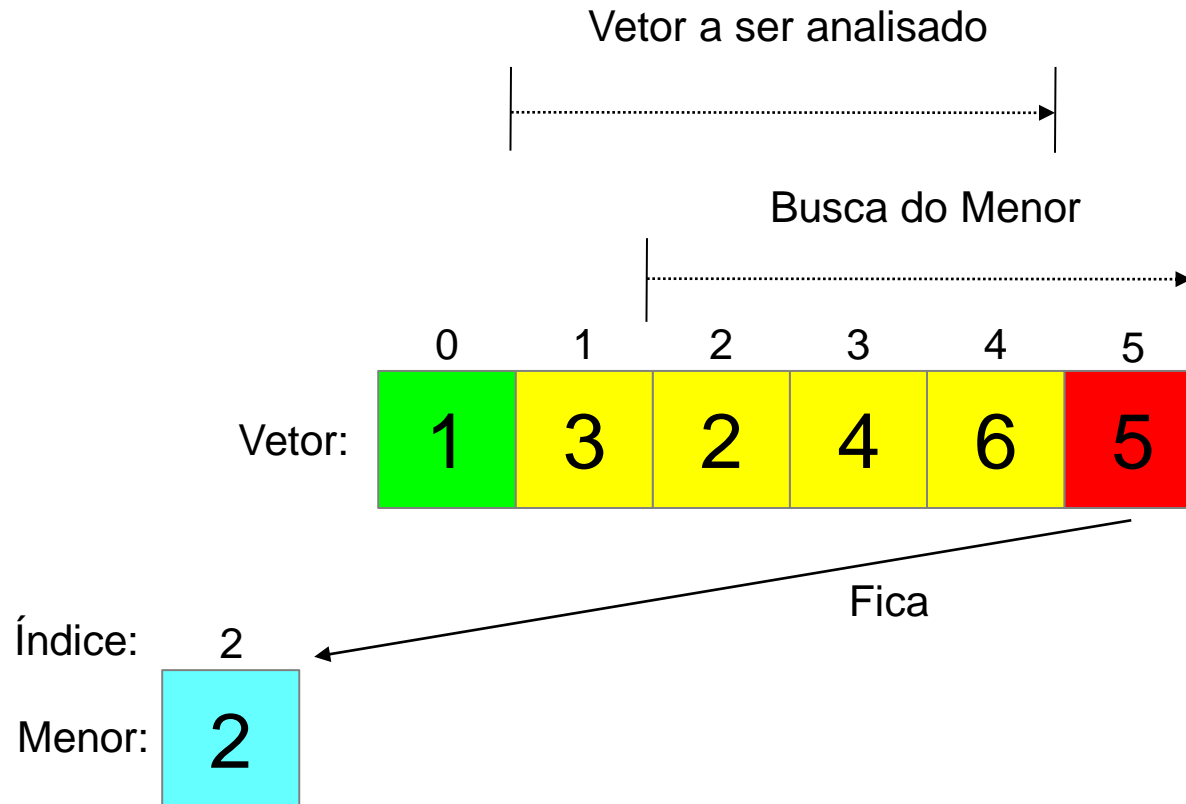 Vetor a ser analisado
Busca do Menor
0 1 2 3 4 5
Vetor: 1 3 2 4 6 5
Fica
Índice: 2
Menor: 2